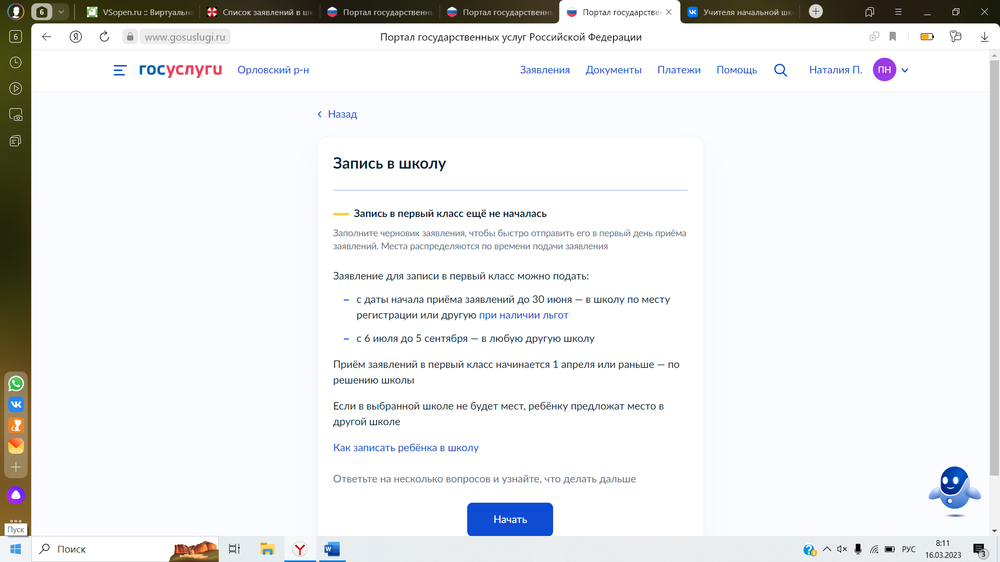 6
VSopen.ru :: Виртуальна
Список заявлений в шк
Портал государственны
Портал государственны
Портал государствен
Учителя начальной шко
6
www.gosuslugi.ru
Портал государственных услуг Российской Федерации
госуслуги
Орловский р-н
Заявления
Документы
Платежи
Помощь
Наталия П.
ПН
Назад
Запись в школу
Запись в первый класс ещё не началась
Заполните черновик заявления, чтобы быстро отправить его в первый день приёма
заявлений. Места распределяются по времени подачи заявления
Заявление для записи в первый класс можно подать:
с даты начала приёма заявлений до 30 июня — в школу по месту
регистрации или другую при наличии льгот
с 6 июля до 5 сентября — в любую другую школу
Приём заявлений в первый класс начинается 1 апреля или раньше — по
решению школы
Если в выбранной школе не будет мест, ребёнку предложат место в
другой школе
Как записать ребёнка в школу
Ответьте на несколько вопросов и узнайте, что делать дальше
Начать
Пуск
Поиск
РУС
8:11
16.03.2023
3